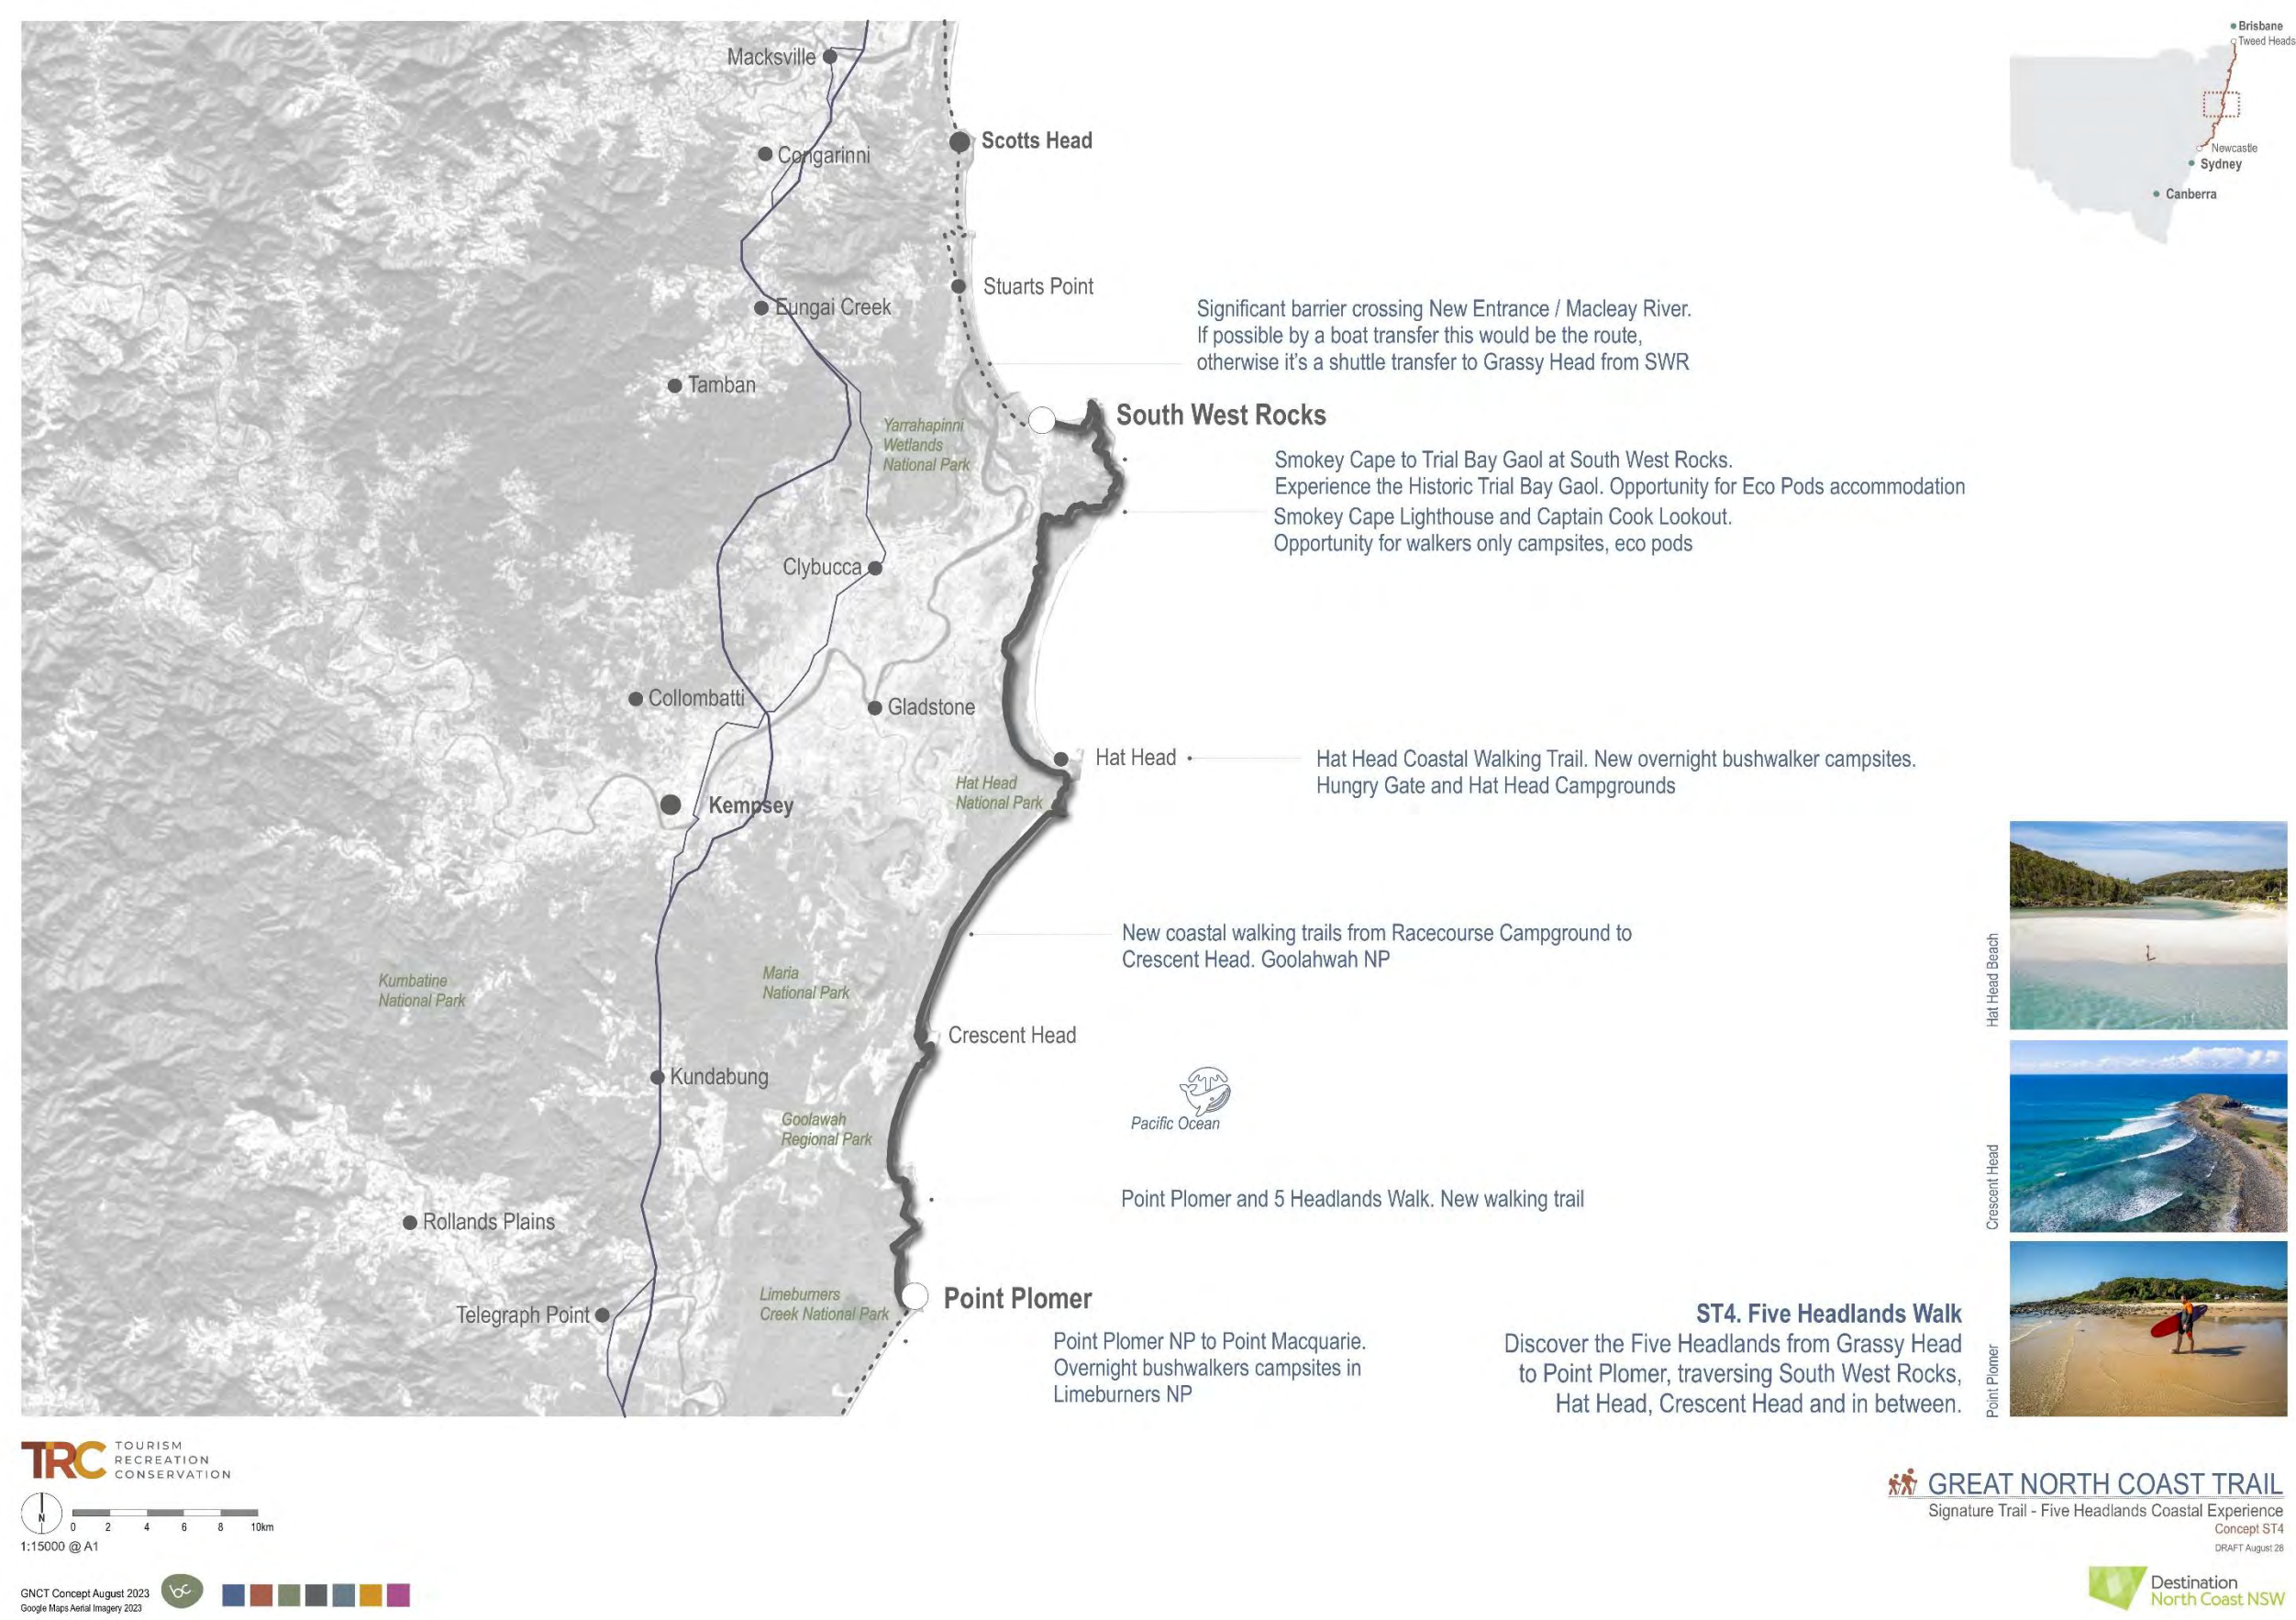 Brisbane
Tweed Heads
Newcastle
Sydney
Canberra
Macksville
Scotts Head
Congarinni
Stuarts Point
Eungai Creek
Significant barrier crossing New Entrance / Macleay River.
If possible by a boat transfer this would be the route,
otherwise it's a shuttle transfer to Grassy Head from SWR
Tamban
South West Rocks
Yarrahapinni
Wetlands
National Park
Smokey Cape to Trial Bay Gaol at South West Rocks.
Experience the Historic Trial Bay Gaol. Opportunity for Eco Pods accommodation
Smokey Cape Lighthouse and Captain Cook Lookout.
Opportunity for walkers only campsites, eco pods
Clybucca
Collombatti
Gladstone
Hat Head
Hat Head Coastal Walking Trail. New overnight bushwalker campsites.
Hungry Gate and Hat Head Campgrounds
Hat Head
National Park
Kempsey
New coastal walking trails from Racecourse Campground to
Crescent Head. Goolahwah NP
Kumbatine
National Park
Maria
National Park
Crescent Head
Kundabung
Pacific Ocean
Goolawah
Regional Park
Point Plomer and 5 Headlands Walk. New walking trail
Rollands Plains
Limeburners
Creek National Park
Point Plomer
Telegraph Point
Point Plomer NP to Point Macquarie.
Overnight bushwalkers campsites in
Limeburners NP
ST4. Five Headlands Walk
Discover the Five Headlands from Grassy Head
to Point Plomer, traversing South West Rocks,
Hat Head, Crescent Head and in between.
Hat Head Beach
Crescent Head
Point Plomer
TRC
TOURISM
RECREATION
CONSERVATION
N
0 2 4 6 8 10km
1:15000 @ A1
GNCT Concept August 2023
Google Maps Aerial Imagery 2023
bc
GREAT NORTH COAST TRAIL
Signature Trail - Five Headlands Coastal Experience
Concept ST4
DRAFT August 28
Destination
North Coast NSW